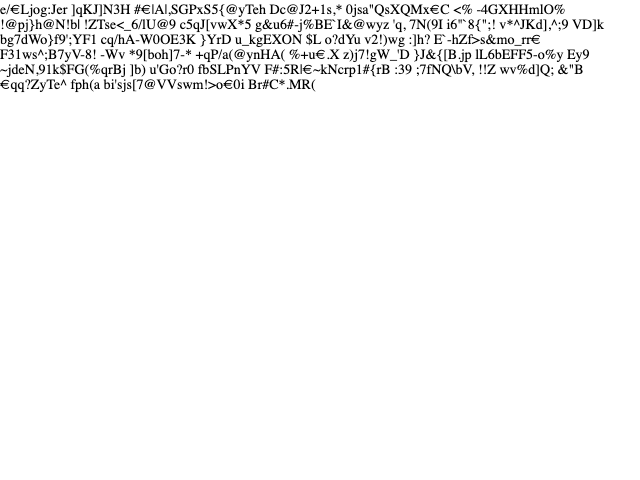 e/€Ljog:Jer ]qKJ]N3H #€|A|,SGPxS5{@yTeh Dc@J2+1s,* 0jsa"QsXQMx€C <% -4GXHHmlO%
!@pj}h@N!b| !ZTse<_6/lU@9 c5qJ[vwX*5 g&u6#-j%BE`I&@wyz 'q, 7N(9I i6"`8{";! v*^JKd],^;9 VD]k
bg7dWo}f9';YF1 cq/hA-W0OE3K }YrD u_kgEXON $L o?dYu v2!)wg :]h? E`-hZf>s&mo_rr€
F31ws^;B7yV-8! -Wv *9[boh]7-* +qP/a(@ynHA( %+u€.X z)j7!gW_'D }J&{[B.jp lL6bEFF5-o%y Ey9
~jdeN,91k$FG(%qrBj ]b) u'Go?r0 fbSLPnYV F#:5R|€~kNcrp1#{rB :39 ;7fNQ\bV, !!Z wv%d]Q; &"B
€qq?ZyTe^ fph(a bi'sjs[7@VVswm!>o€0i Br#C*.MR(